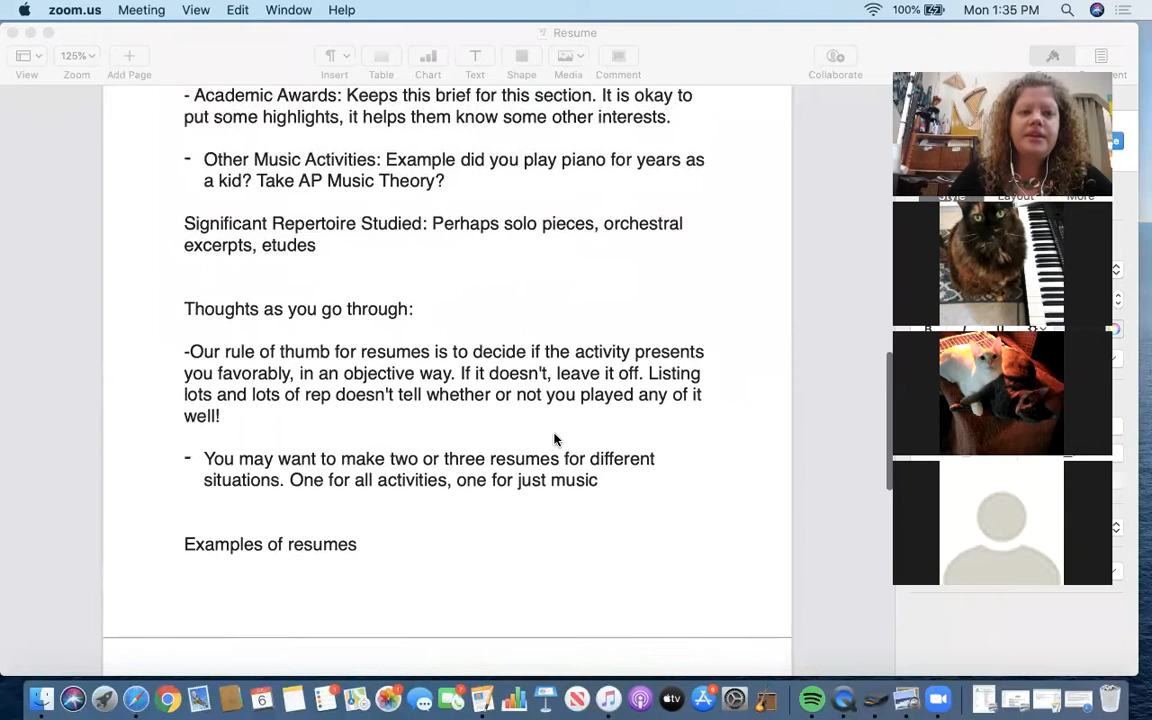 zoom.us Meeting View Edit Window Help 100% Mon 1:35 PM
Resume
125%
View Zoom Add Page Insert Table Chart Text Shape Media Comment Collaborate
- Academic Awards: Keeps this brief for this section. It is okay to
put some highlights, it helps them know some other interests.
- Other Music Activities: Example did you play piano for years as
a kid? Take AP Music Theory?
Significant Repertoire Studied: Perhaps solo pieces, orchestral
excerpts, etudes
Thoughts as you go through:
-Our rule of thumb for resumes is to decide if the activity presents
you favorably, in an objective way. If it doesn't, leave it off. Listing
lots and lots of rep doesn't tell whether or not you played any of it
well!
- You may want to make two or three resumes for different
situations. One for all activities, one for just music
Examples of resumes